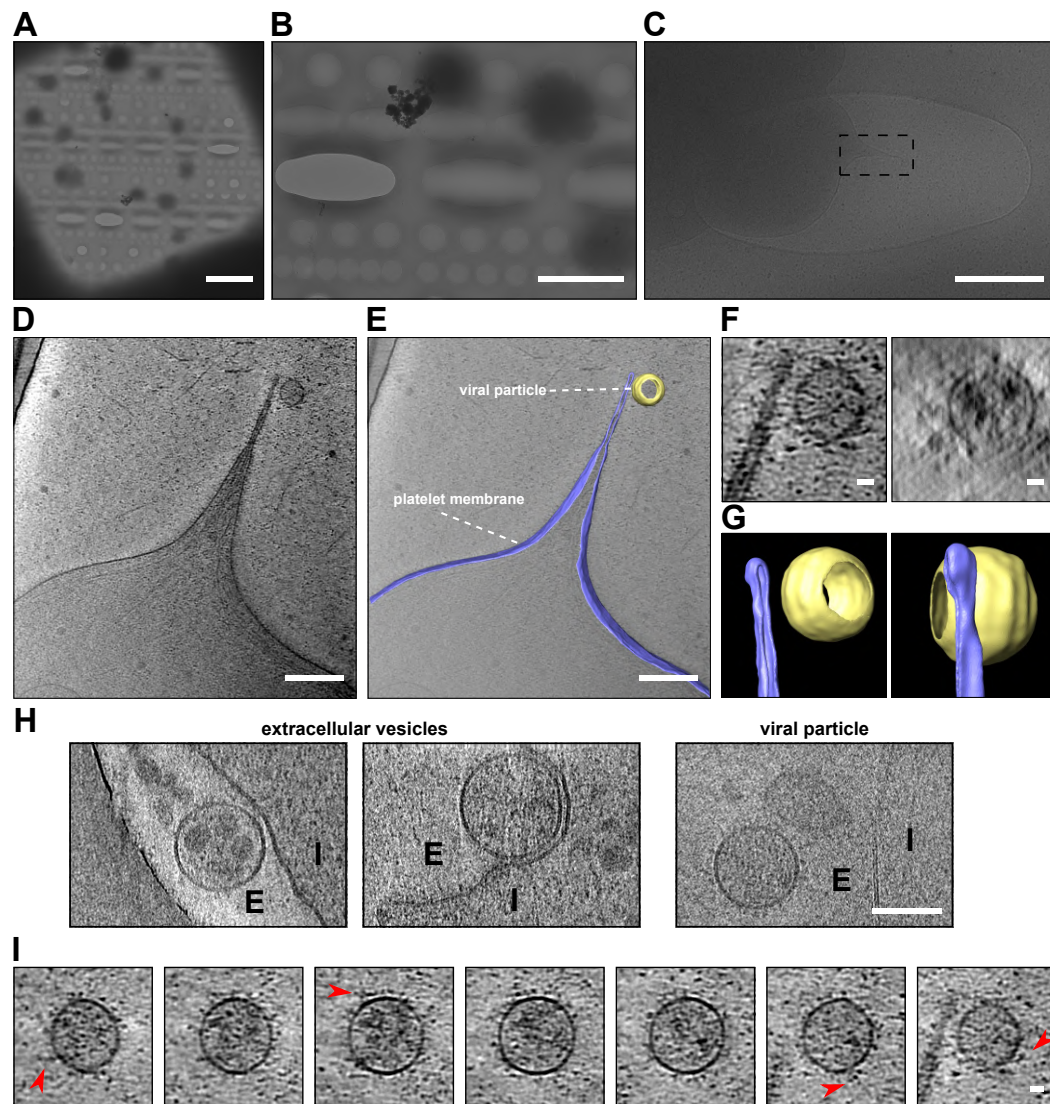 A
B
C
D
E
viral particle
platelet membrane
F
G
H
extracellular vesicles
viral particle
E
I
E
I
E
I
I